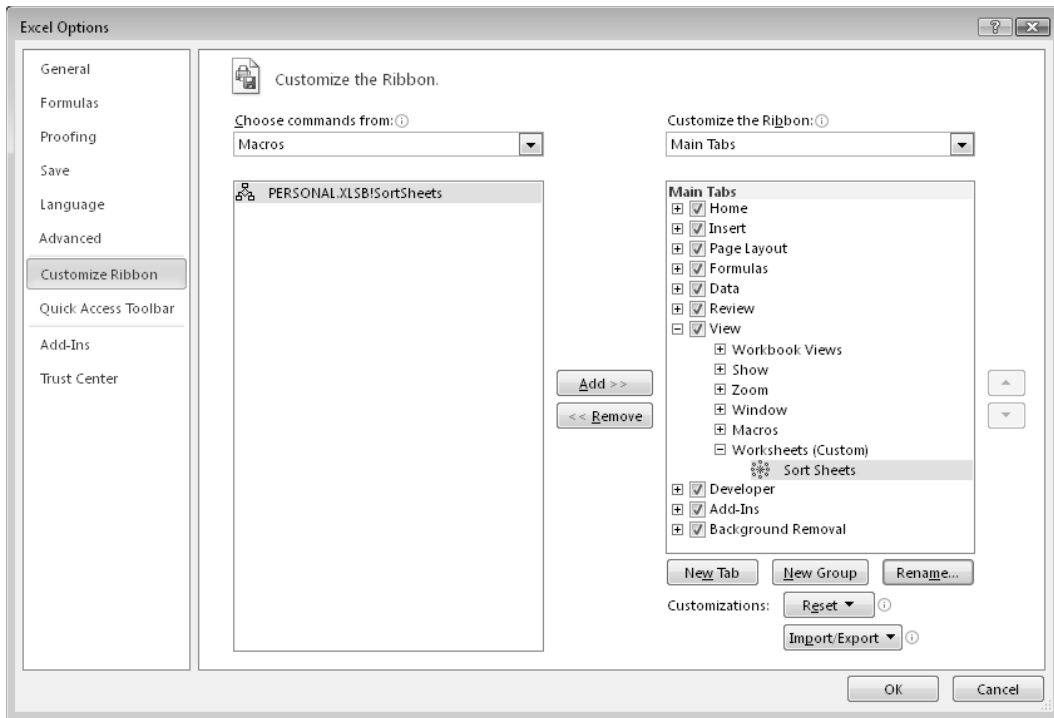 Excel Options
General
Formulas
Proofing
Save
Language
Advanced
Customize Ribbon
Quick Access Toolbar
Add-Ins
Trust Center
Customize the Ribbon.
Choose commands from:
Macros
PERSONAL.XLSB!SortSheets
Add >>
<< Remove
Customize the Ribbon:
Main Tabs
Main Tabs
Home
Insert
Page Layout
Formulas
Data
Review
View
Workbook Views
Show
Zoom
Window
Macros
Worksheets (Custom)
Sort Sheets
Developer
Add-Ins
Background Removal
New Tab New Group Rename...
Customizations: Reset
Import/Export
OK Cancel